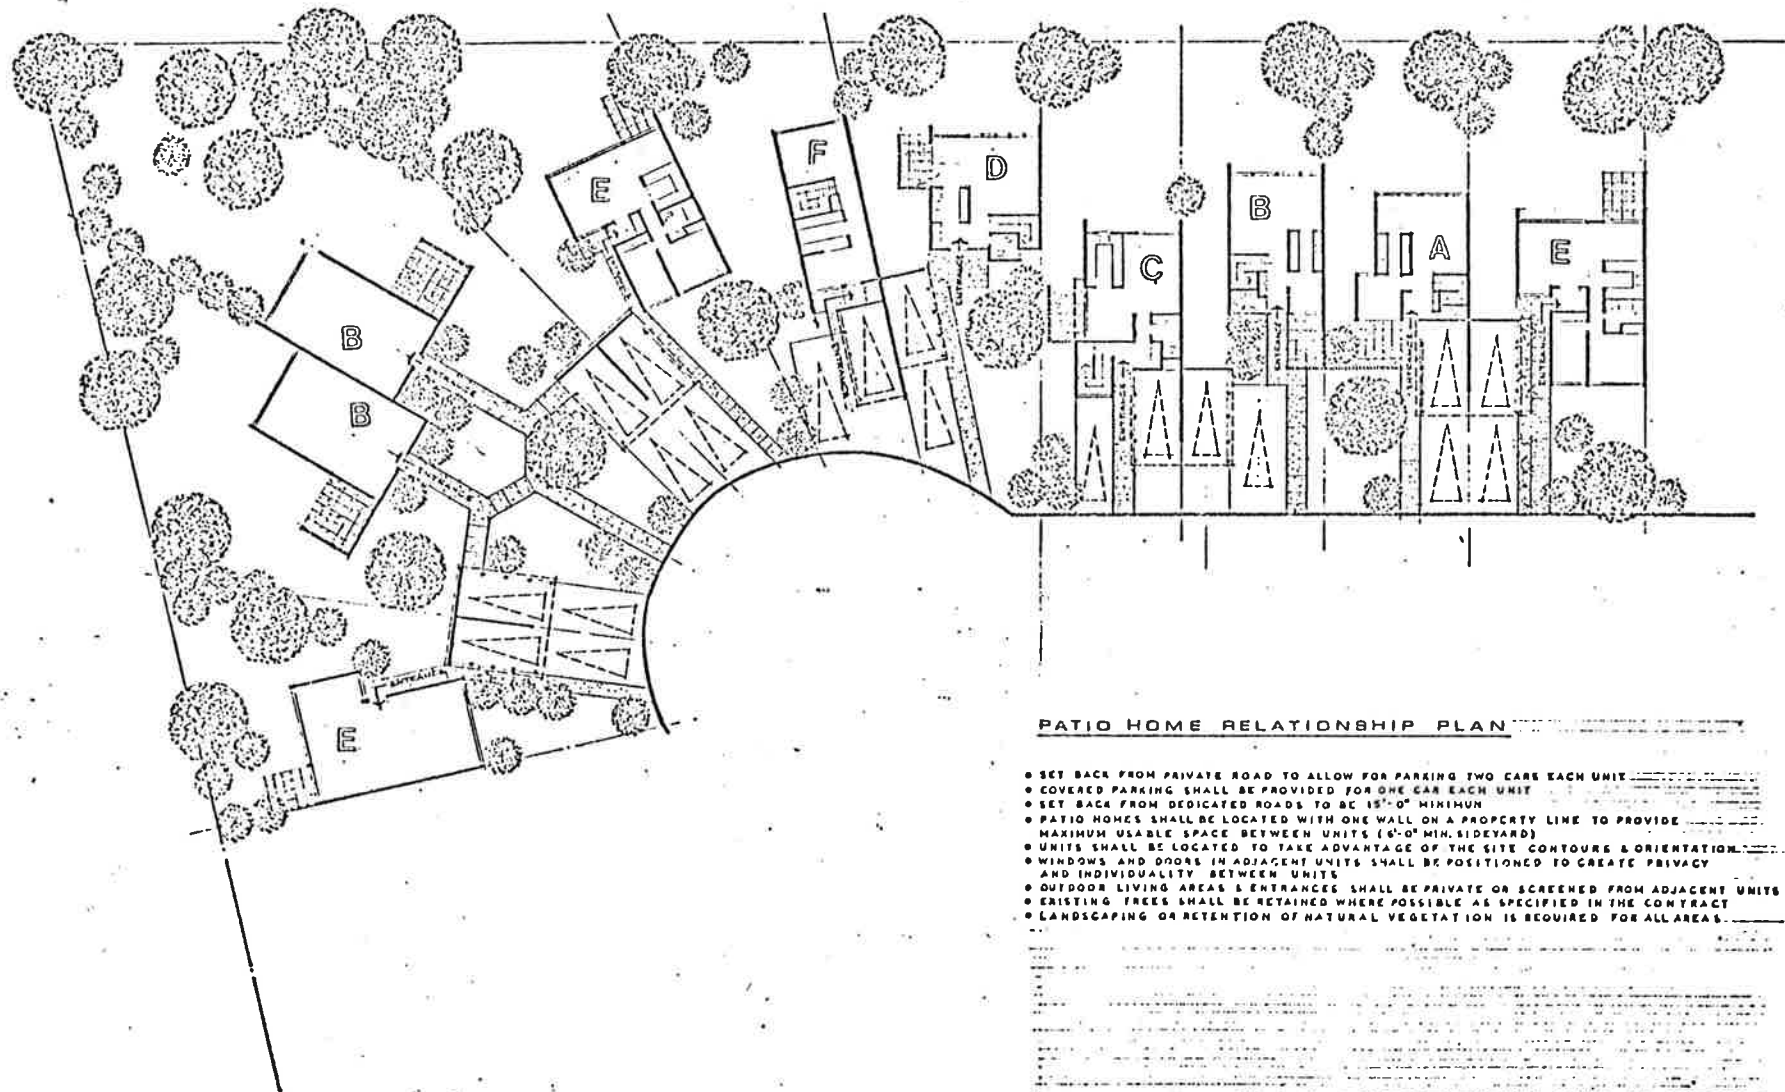 F
E
D
B
C
A
E
B
B
E
ENTRANCE
ENTRANCE
ENTRANCE
ENTRANCE
ENTRANCE
ENTRANCE
ENTRANCE
PATIO HOME RELATIONSHIP PLAN
• SET BACK FROM PRIVATE ROAD TO ALLOW FOR PARKING TWO CARS EACH UNIT
• COVERED PARKING SHALL BE PROVIDED FOR ONE CAR EACH UNIT
• SET BACK FROM DEDICATED ROADS TO BE 15'-0" MINIMUM
• PATIO HOMES SHALL BE LOCATED WITH ONE WALL ON A PROPERTY LINE TO PROVIDE
MAXIMUM USABLE SPACE BETWEEN UNITS (6'-0" MIN. SIDEYARD)
• UNITS SHALL BE LOCATED TO TAKE ADVANTAGE OF THE SITE CONTOURS & ORIENTATION
• WINDOWS AND DOORS IN ADJACENT UNITS SHALL BE POSITIONED TO CREATE PRIVACY
AND INDIVIDUALITY BETWEEN UNITS
• OUTDOOR LIVING AREAS & ENTRANCES SHALL BE PRIVATE OR SCREENED FROM ADJACENT UNITS
• EXISTING TREES SHALL BE RETAINED WHERE POSSIBLE AS SPECIFIED IN THE CONTRACT
• LANDSCAPING OR RETENTION OF NATURAL VEGETATION IS REQUIRED FOR ALL AREAS